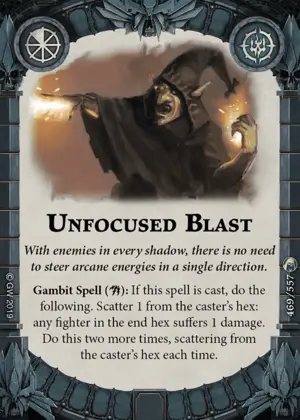 UNFOCUSED BLAST
With enemies in every shadow, there is no need
to steer arcane energies in a single direction.
Gambit Spell (): If this spell is cast, do the
following. Scatter 1 from the caster's hex:
any fighter in the end hex suffers 1 damage.
Do this two more times, scattering from
the caster's hex each time.
© GW 2019
469/557